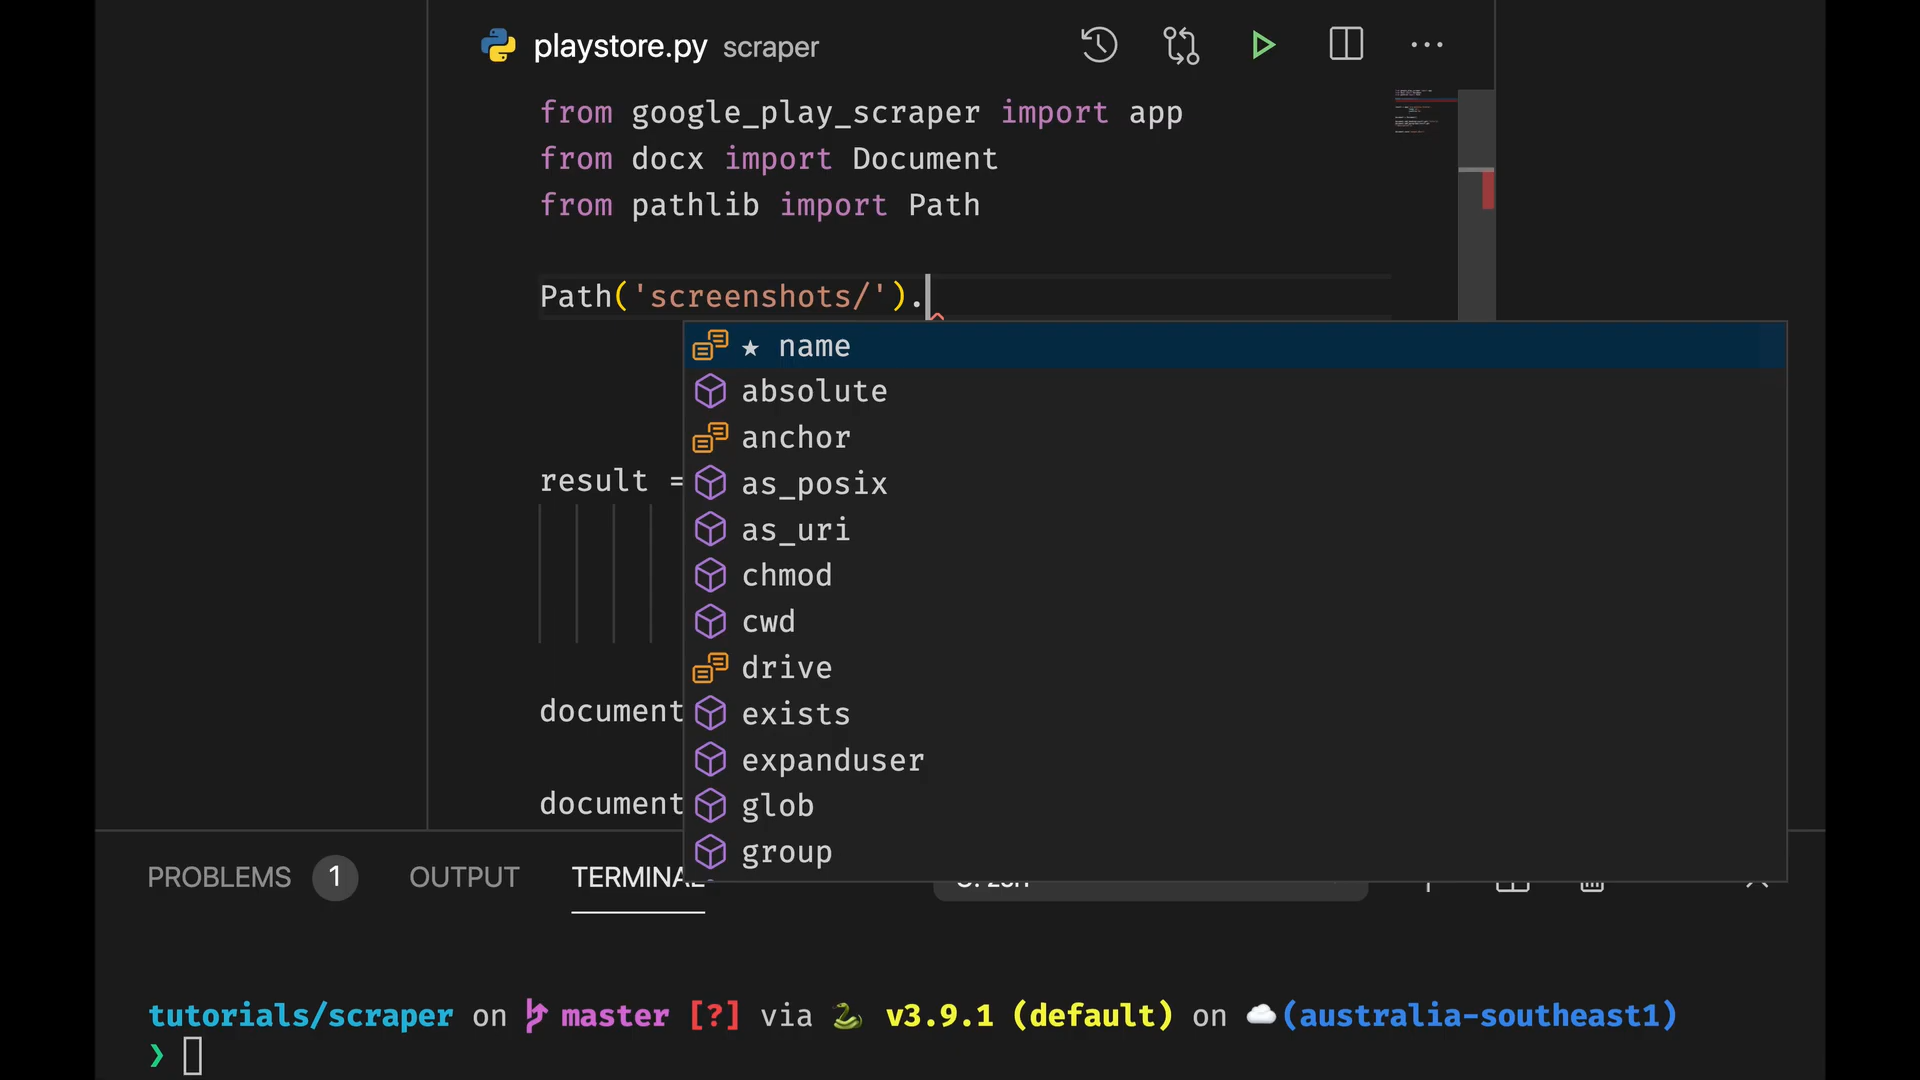 playstore.py scraper
from google_play_scraper import app
from docx import Document
from pathlib import Path
Path('screenshots/').
★ name
absolute
anchor
as_posix
result =
as_uri
chmod
cwd
drive
exists
document
expanduser
glob
document
group
PROBLEMS 1 OUTPUT TERMINAL
tutorials/scraper on master [?] via 🐍 v3.9.1 (default) on ☁️(australia-southeast1)
❯